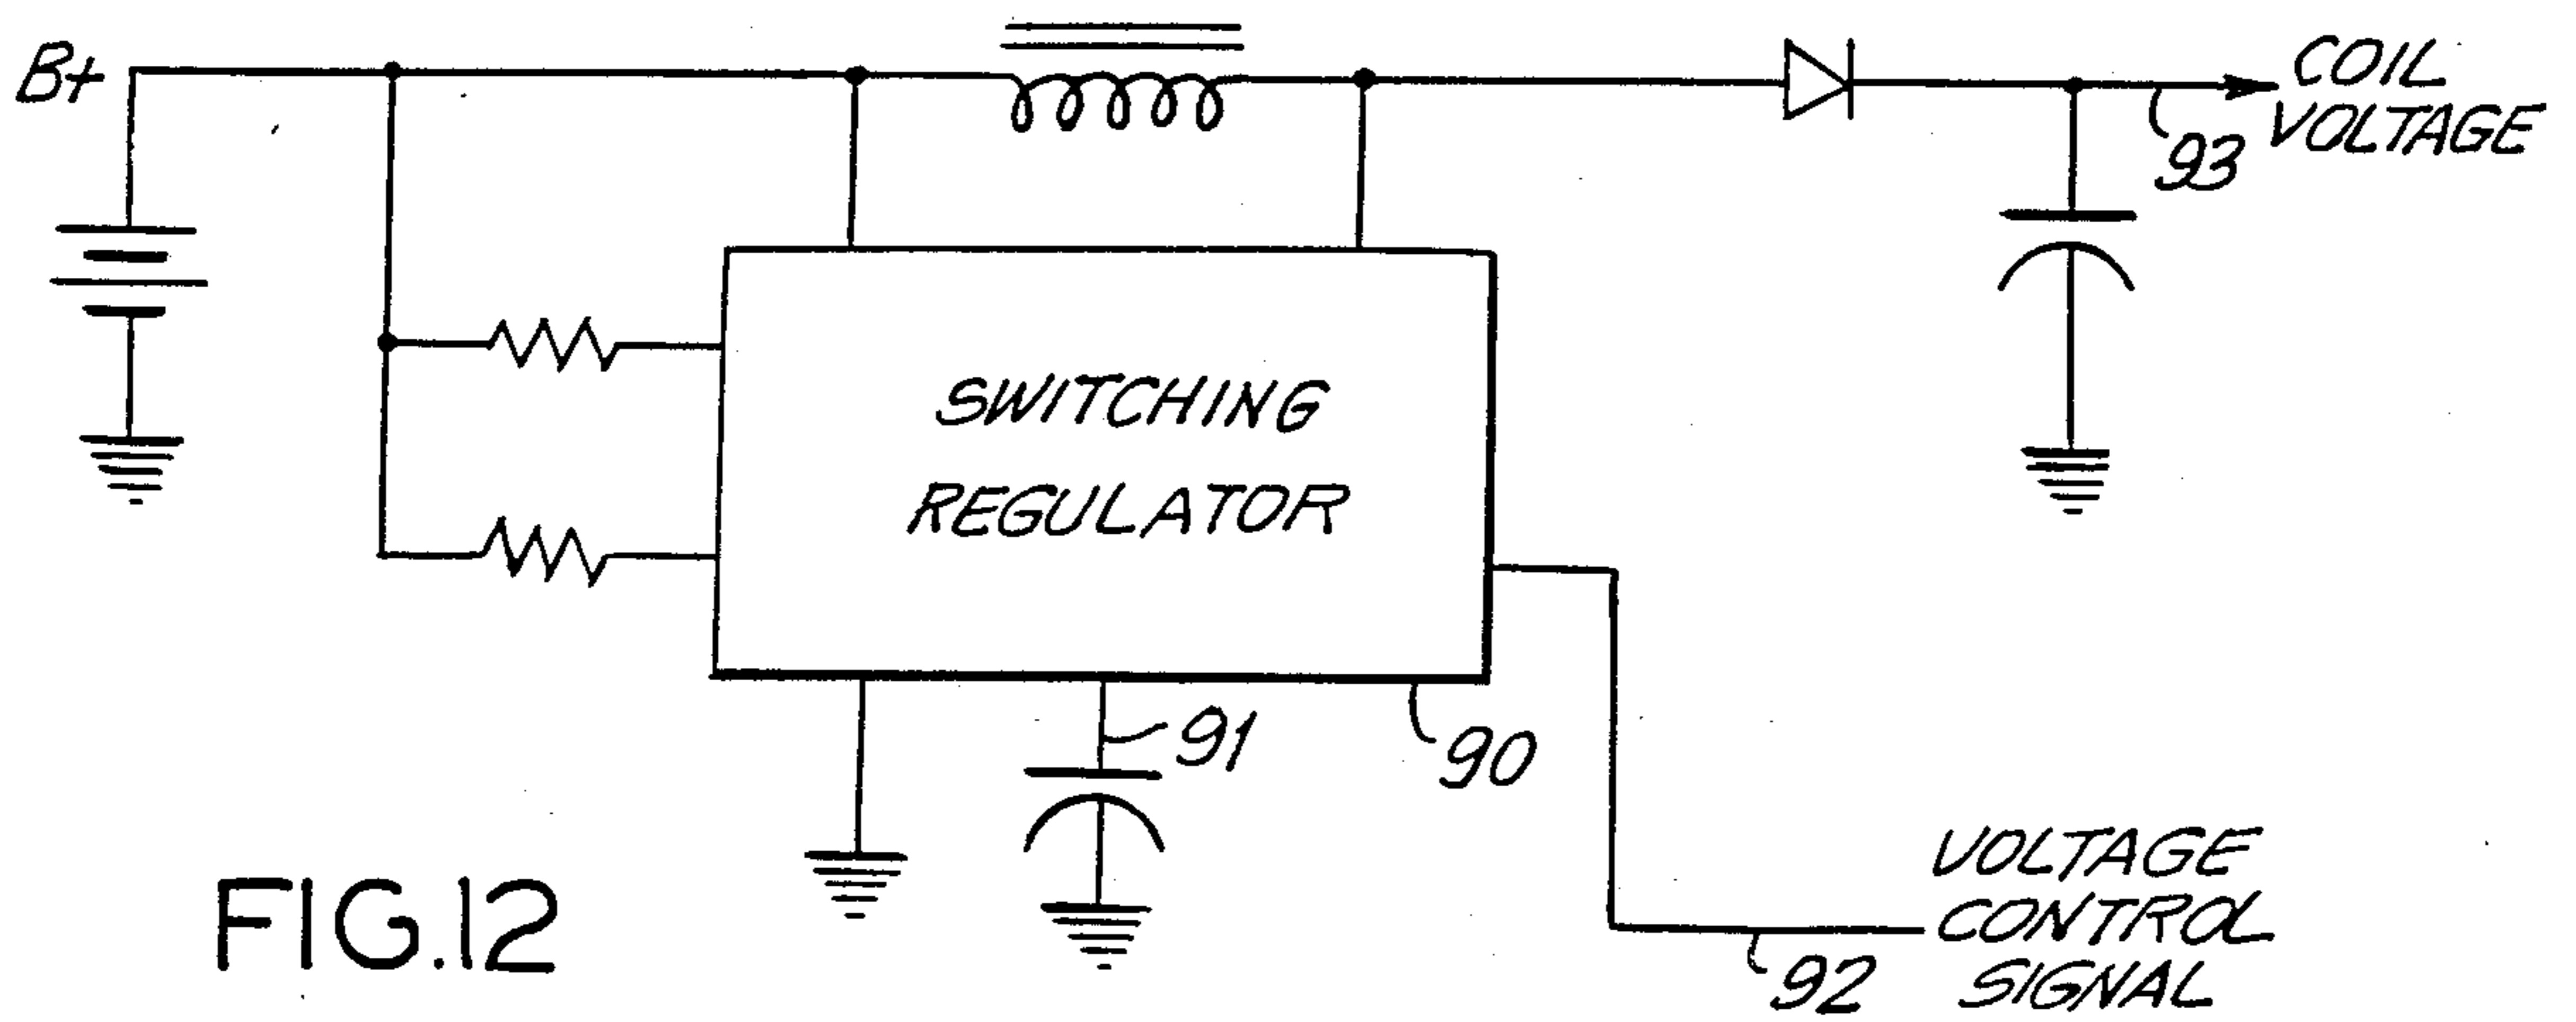 B+
COIL
VOLTAGE
93
SWITCHING
REGULATOR
91
90
VOLTAGE
CONTROL
SIGNAL
92
FIG.12